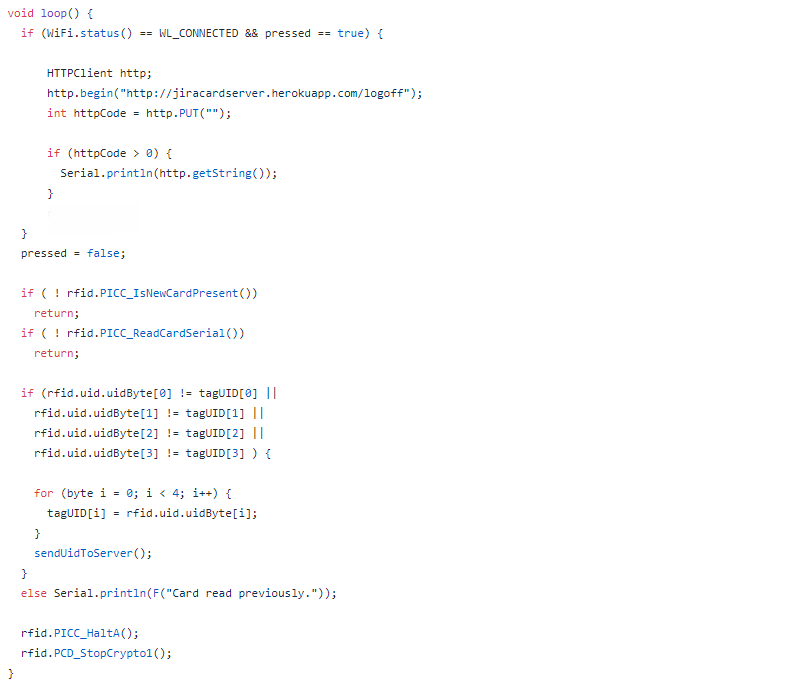 void loop() {
  if (WiFi.status() == WL_CONNECTED && pressed == true) {
      HTTPClient http;
      http.begin("http://jiracardserver.herokuapp.com/logoff");
      int httpCode = http.PUT("");
      if (httpCode > 0) {
        Serial.println(http.getString());
      }
  }
  pressed = false;
  if ( ! rfid.PICC_IsNewCardPresent())
    return;
  if ( ! rfid.PICC_ReadCardSerial())
    return;
  if (rfid.uid.uidByte[0] != tagUID[0] ||
    rfid.uid.uidByte[1] != tagUID[1] ||
    rfid.uid.uidByte[2] != tagUID[2] ||
    rfid.uid.uidByte[3] != tagUID[3] ) {
    for (byte i = 0; i < 4; i++) {
      tagUID[i] = rfid.uid.uidByte[i];
    }
    sendUidToServer();
  }
  else Serial.println(F("Card read previously."));
  rfid.PICC_HaltA();
  rfid.PCD_StopCrypto1();
}